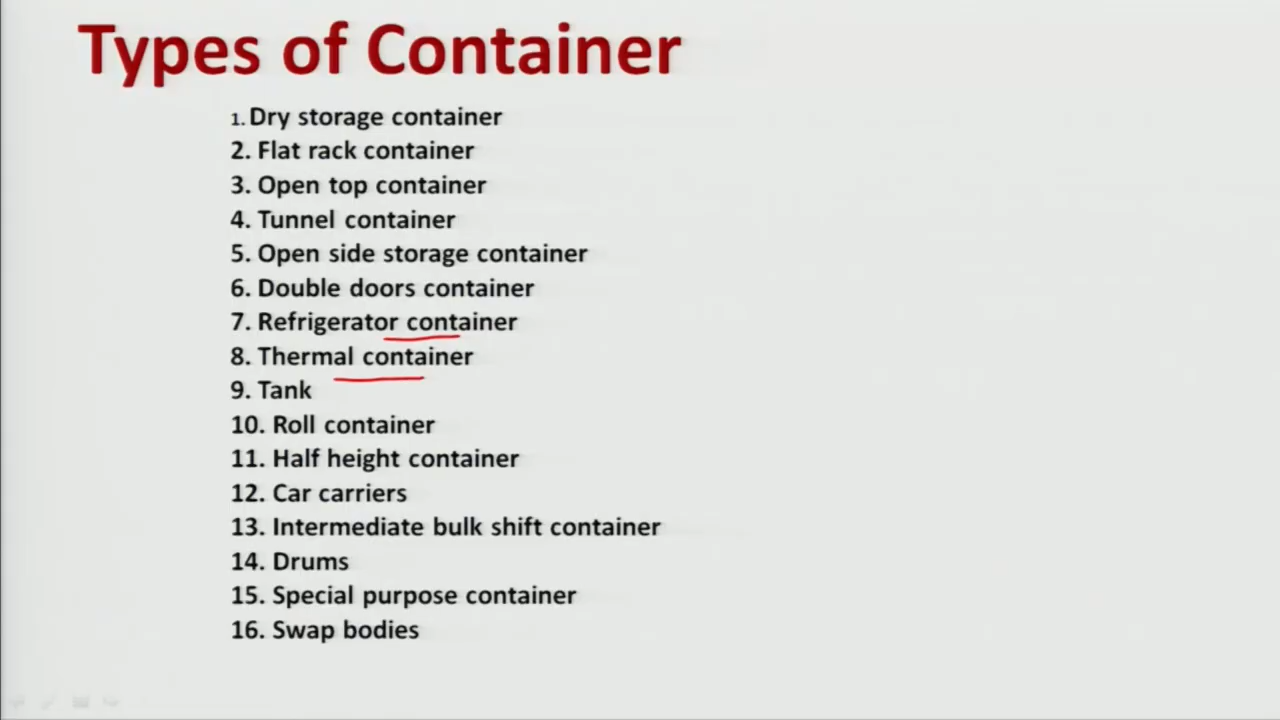 Types of Container
1. Dry storage container
2. Flat rack container
3. Open top container
4. Tunnel container
5. Open side storage container
6. Double doors container
7. Refrigerator container
8. Thermal container
9. Tank
10. Roll container
11. Half height container
12. Car carriers
13. Intermediate bulk shift container
14. Drums
15. Special purpose container
16. Swap bodies